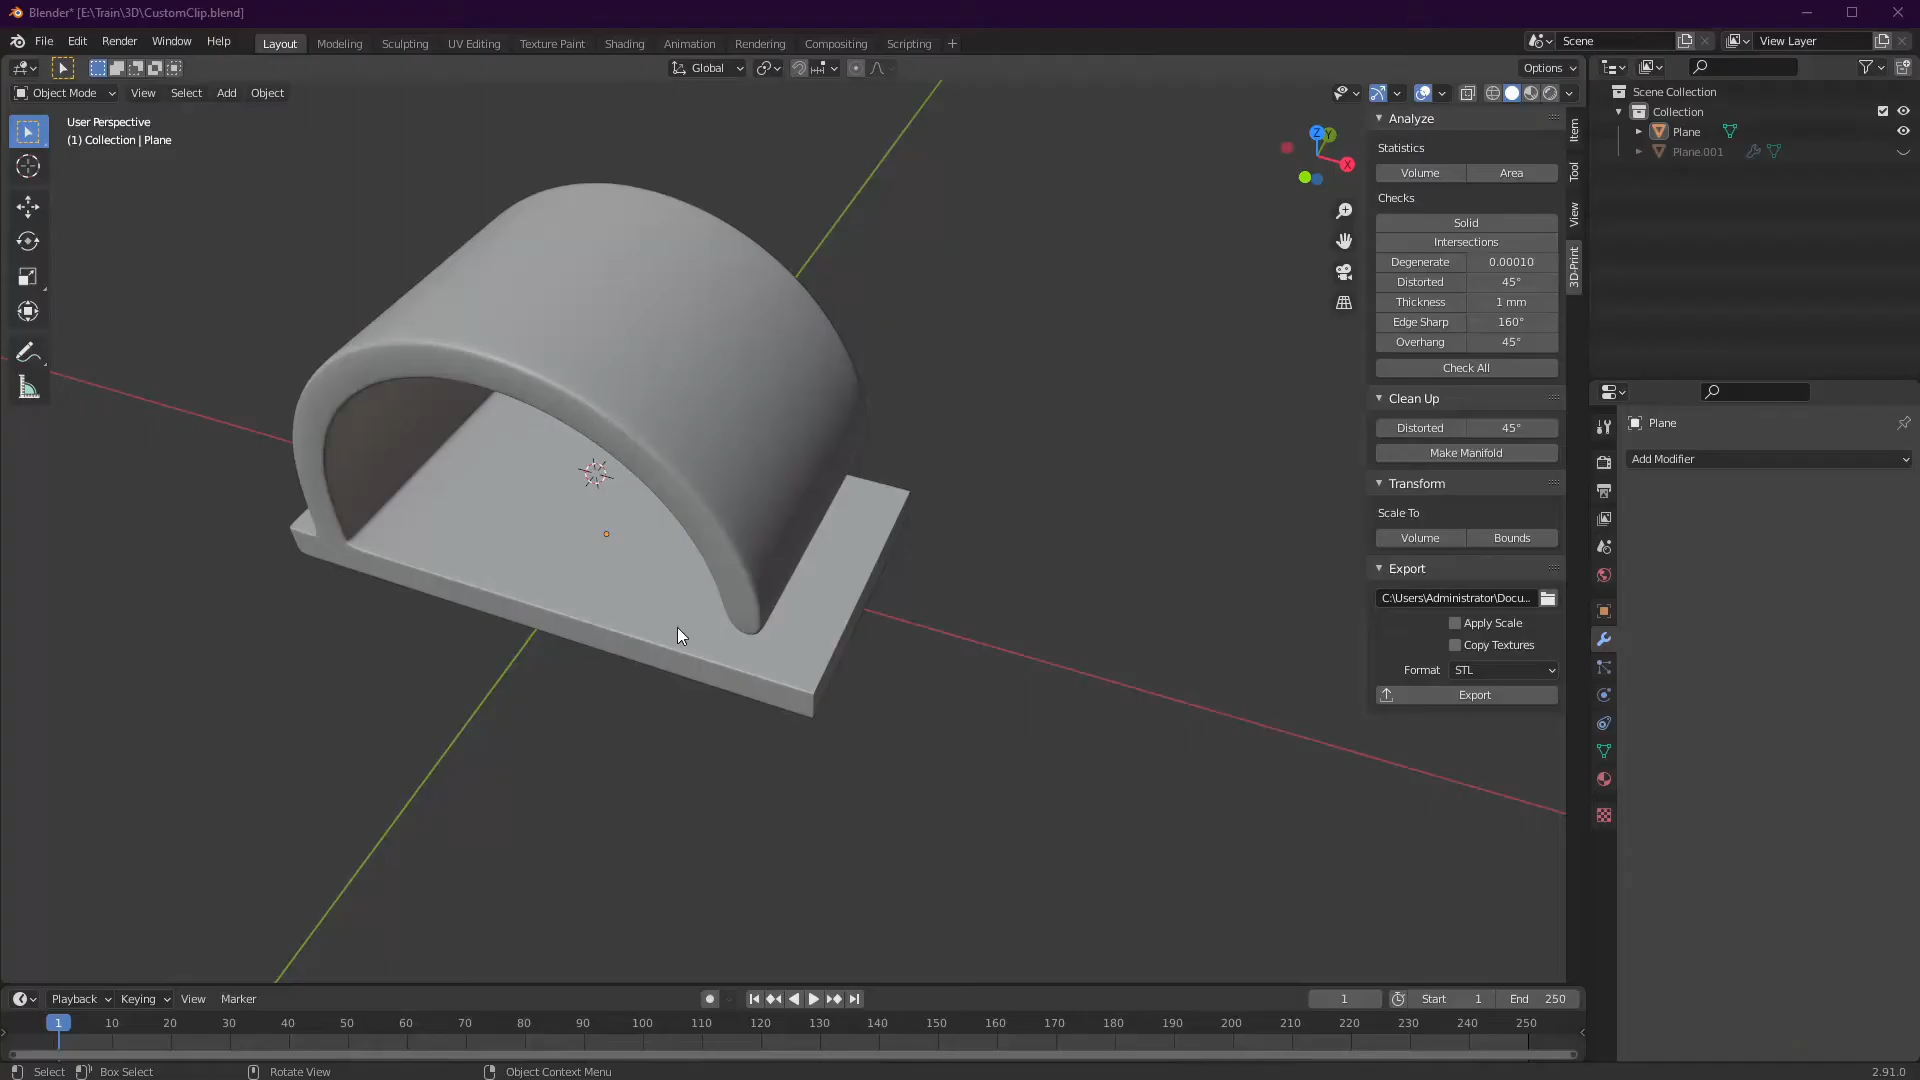 Blender* [E:\Train\3D\CustomClip.blend]
File Edit Render Window Help Layout Modeling Sculpting UV Editing Texture Paint Shading Animation Rendering Compositing Scripting + Scene View Layer
Global Options
Object Mode View Select Add Object
User Perspective
(1) Collection | Plane
Z
Y
X
Analyze
Statistics
Volume Area
Checks
Solid
Intersections
Degenerate 0.00010
Distorted 45°
Thickness 1 mm
Edge Sharp 160°
Overhang 45°
Check All
Clean Up
Distorted 45°
Make Manifold
Transform
Scale To
Volume Bounds
Export
C:\Users\Administrator\Docu...
Apply Scale
Copy Textures
Format STL
Export
Item
Tool
View
3D-Print
Scene Collection
Collection
Plane
Plane.001
Plane
Add Modifier
Playback Keying View Marker 1 Start 1 End 250
1 10 20 30 40 50 60 70 80 90 100 110 120 130 140 150 160 170 180 190 200 210 220 230 240 250
Select Box Select Rotate View Object Context Menu 2.91.0